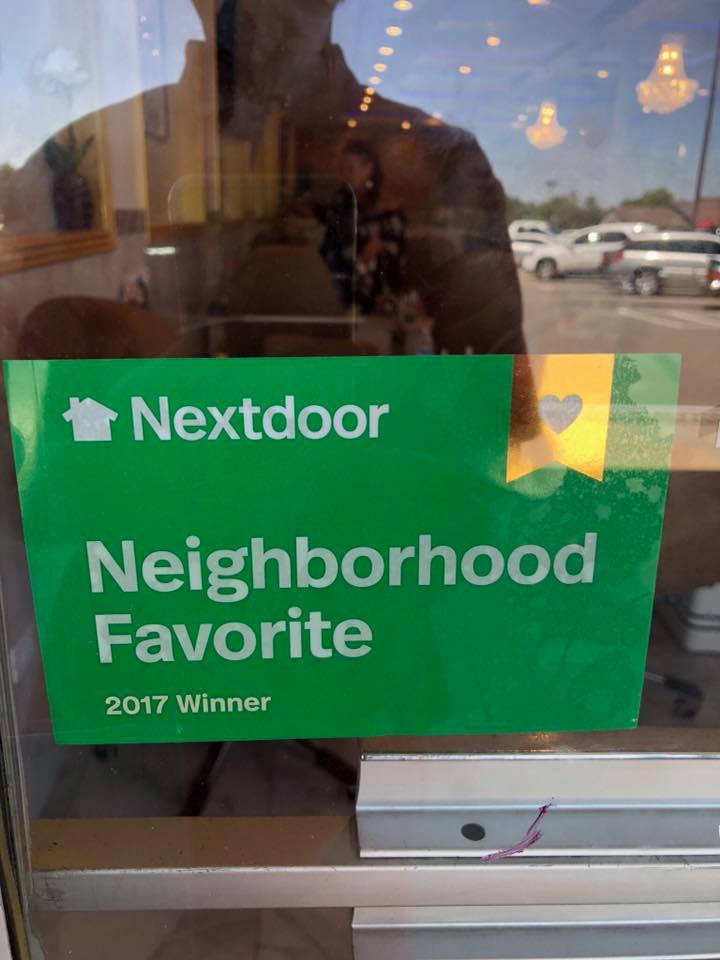 Nextdoor
Neighborhood
Favorite
2017 Winner